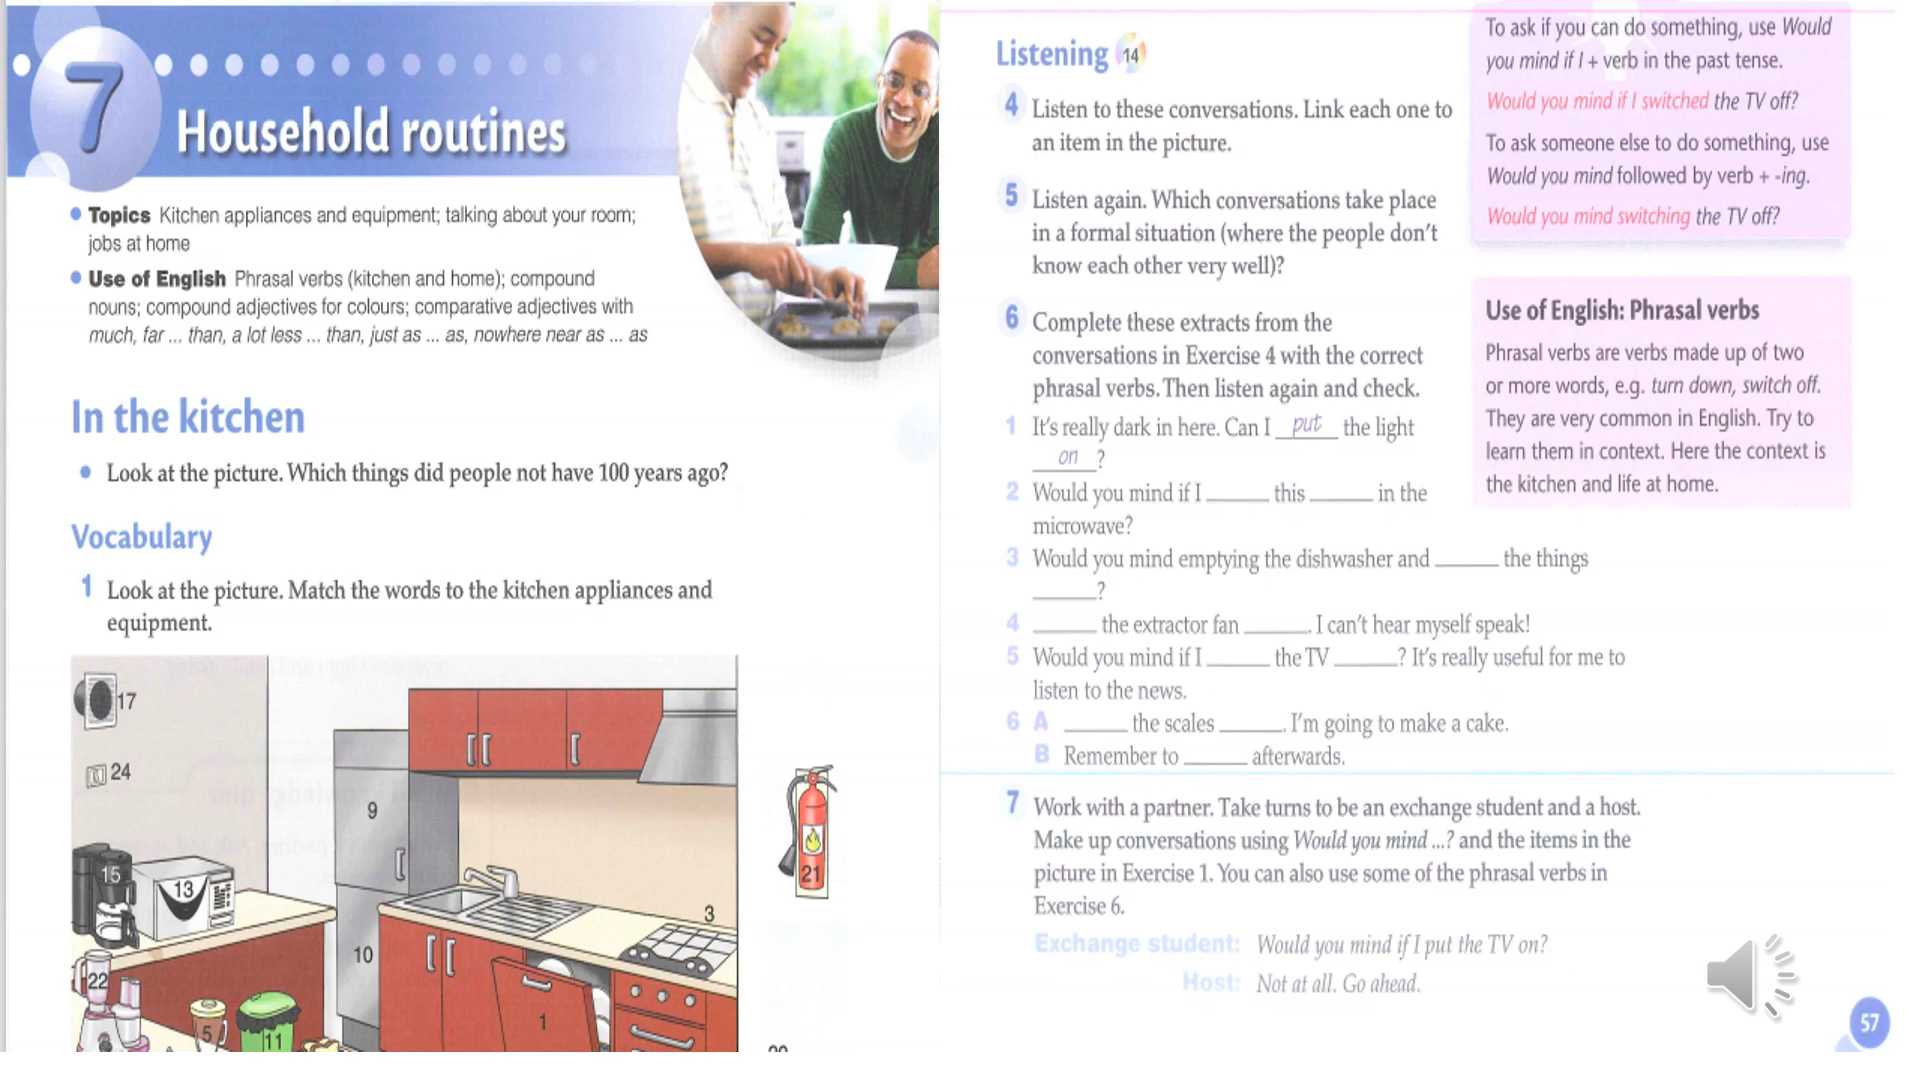 7
Household routines
• Topics Kitchen appliances and equipment; talking about your room;
jobs at home
• Use of English Phrasal verbs (kitchen and home); compound
nouns; compound adjectives for colours; comparative adjectives with
much, far ... than, a lot less ... than, just as ... as, nowhere near as ... as
In the kitchen
• Look at the picture. Which things did people not have 100 years ago?
Vocabulary
1 Look at the picture. Match the words to the kitchen appliances and
equipment.
17
24
9
15
13
3
21
10
22
5
11
1
Listening 14
4 Listen to these conversations. Link each one to
an item in the picture.
5 Listen again. Which conversations take place
in a formal situation (where the people don't
know each other very well)?
6 Complete these extracts from the
conversations in Exercise 4 with the correct
phrasal verbs. Then listen again and check.
1 It's really dark in here. Can I put the light
on ?
2 Would you mind if I ______ this ______ in the
microwave?
3 Would you mind emptying the dishwasher and ______ the things
______?
4 ______ the extractor fan ______. I can't hear myself speak!
5 Would you mind if I ______ the TV ______? It's really useful for me to
listen to the news.
6 A ______ the scales ______. I'm going to make a cake.
B Remember to ______ afterwards.
7 Work with a partner. Take turns to be an exchange student and a host.
Make up conversations using Would you mind ...? and the items in the
picture in Exercise 1. You can also use some of the phrasal verbs in
Exercise 6.
Exchange student: Would you mind if I put the TV on?
Host: Not at all. Go ahead.
To ask if you can do something, use Would
you mind if I + verb in the past tense.
Would you mind if I switched the TV off?
To ask someone else to do something, use
Would you mind followed by verb + -ing.
Would you mind switching the TV off?
Use of English: Phrasal verbs
Phrasal verbs are verbs made up of two
or more words, e.g. turn down, switch off.
They are very common in English. Try to
learn them in context. Here the context is
the kitchen and life at home.
57